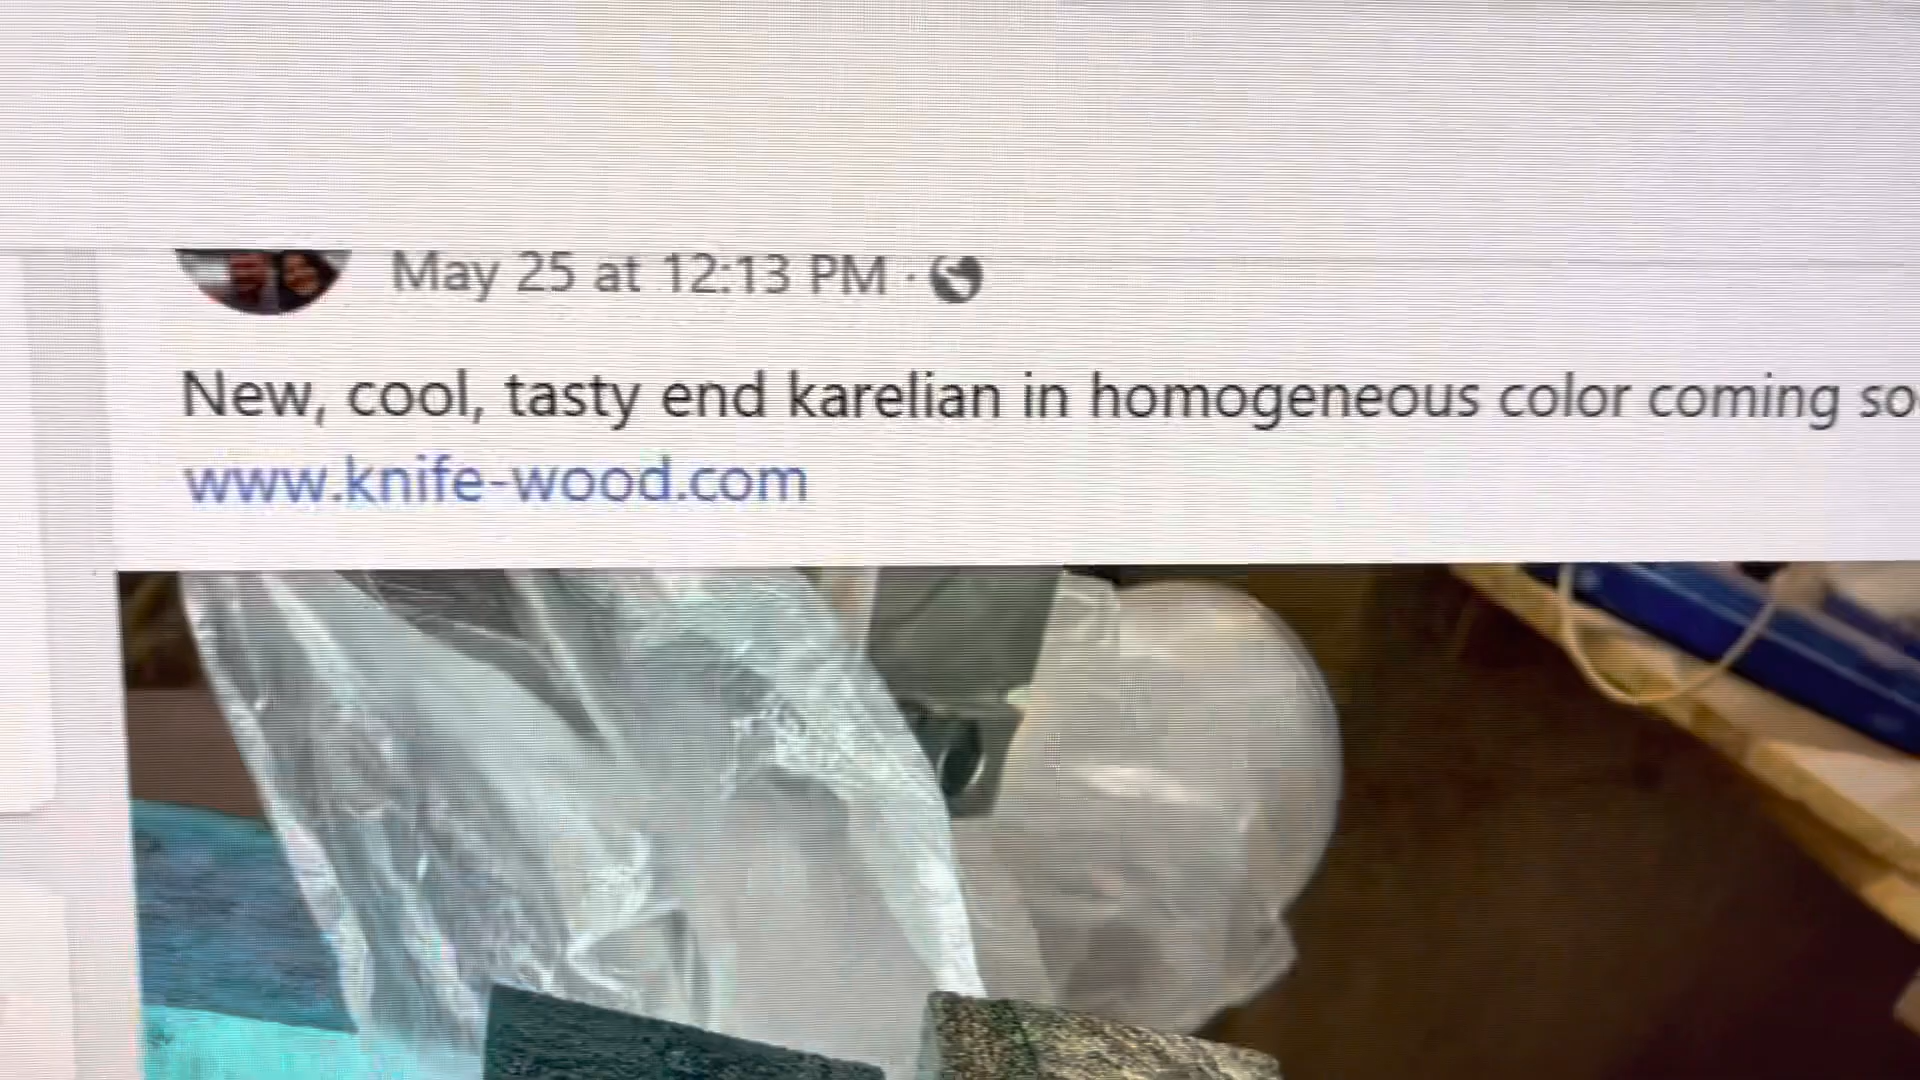 May 25 at 12:13 PM ·
New, cool, tasty end karelian in homogeneous color coming
www.knife-wood.com